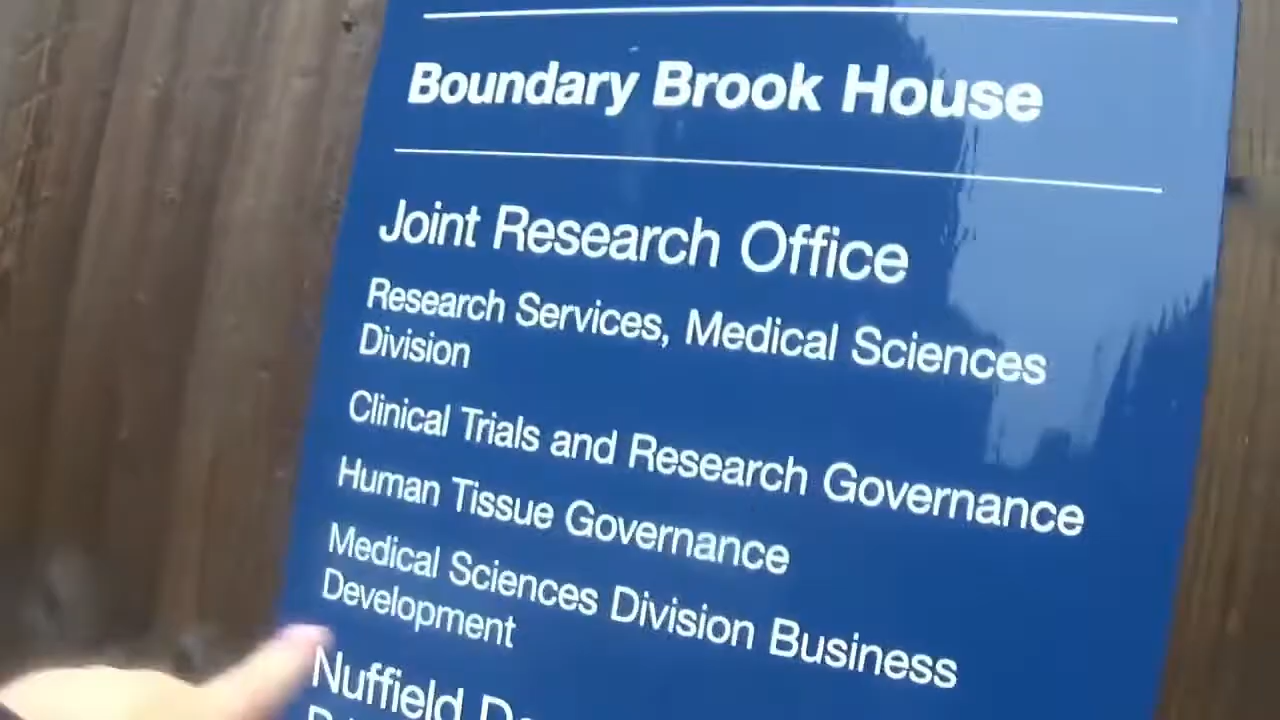 Boundary Brook House
Joint Research Office
Research Services, Medical Sciences
Division
Clinical Trials and Research Governance
Human Tissue Governance
Medical Sciences Division Business
Development
Nuffield